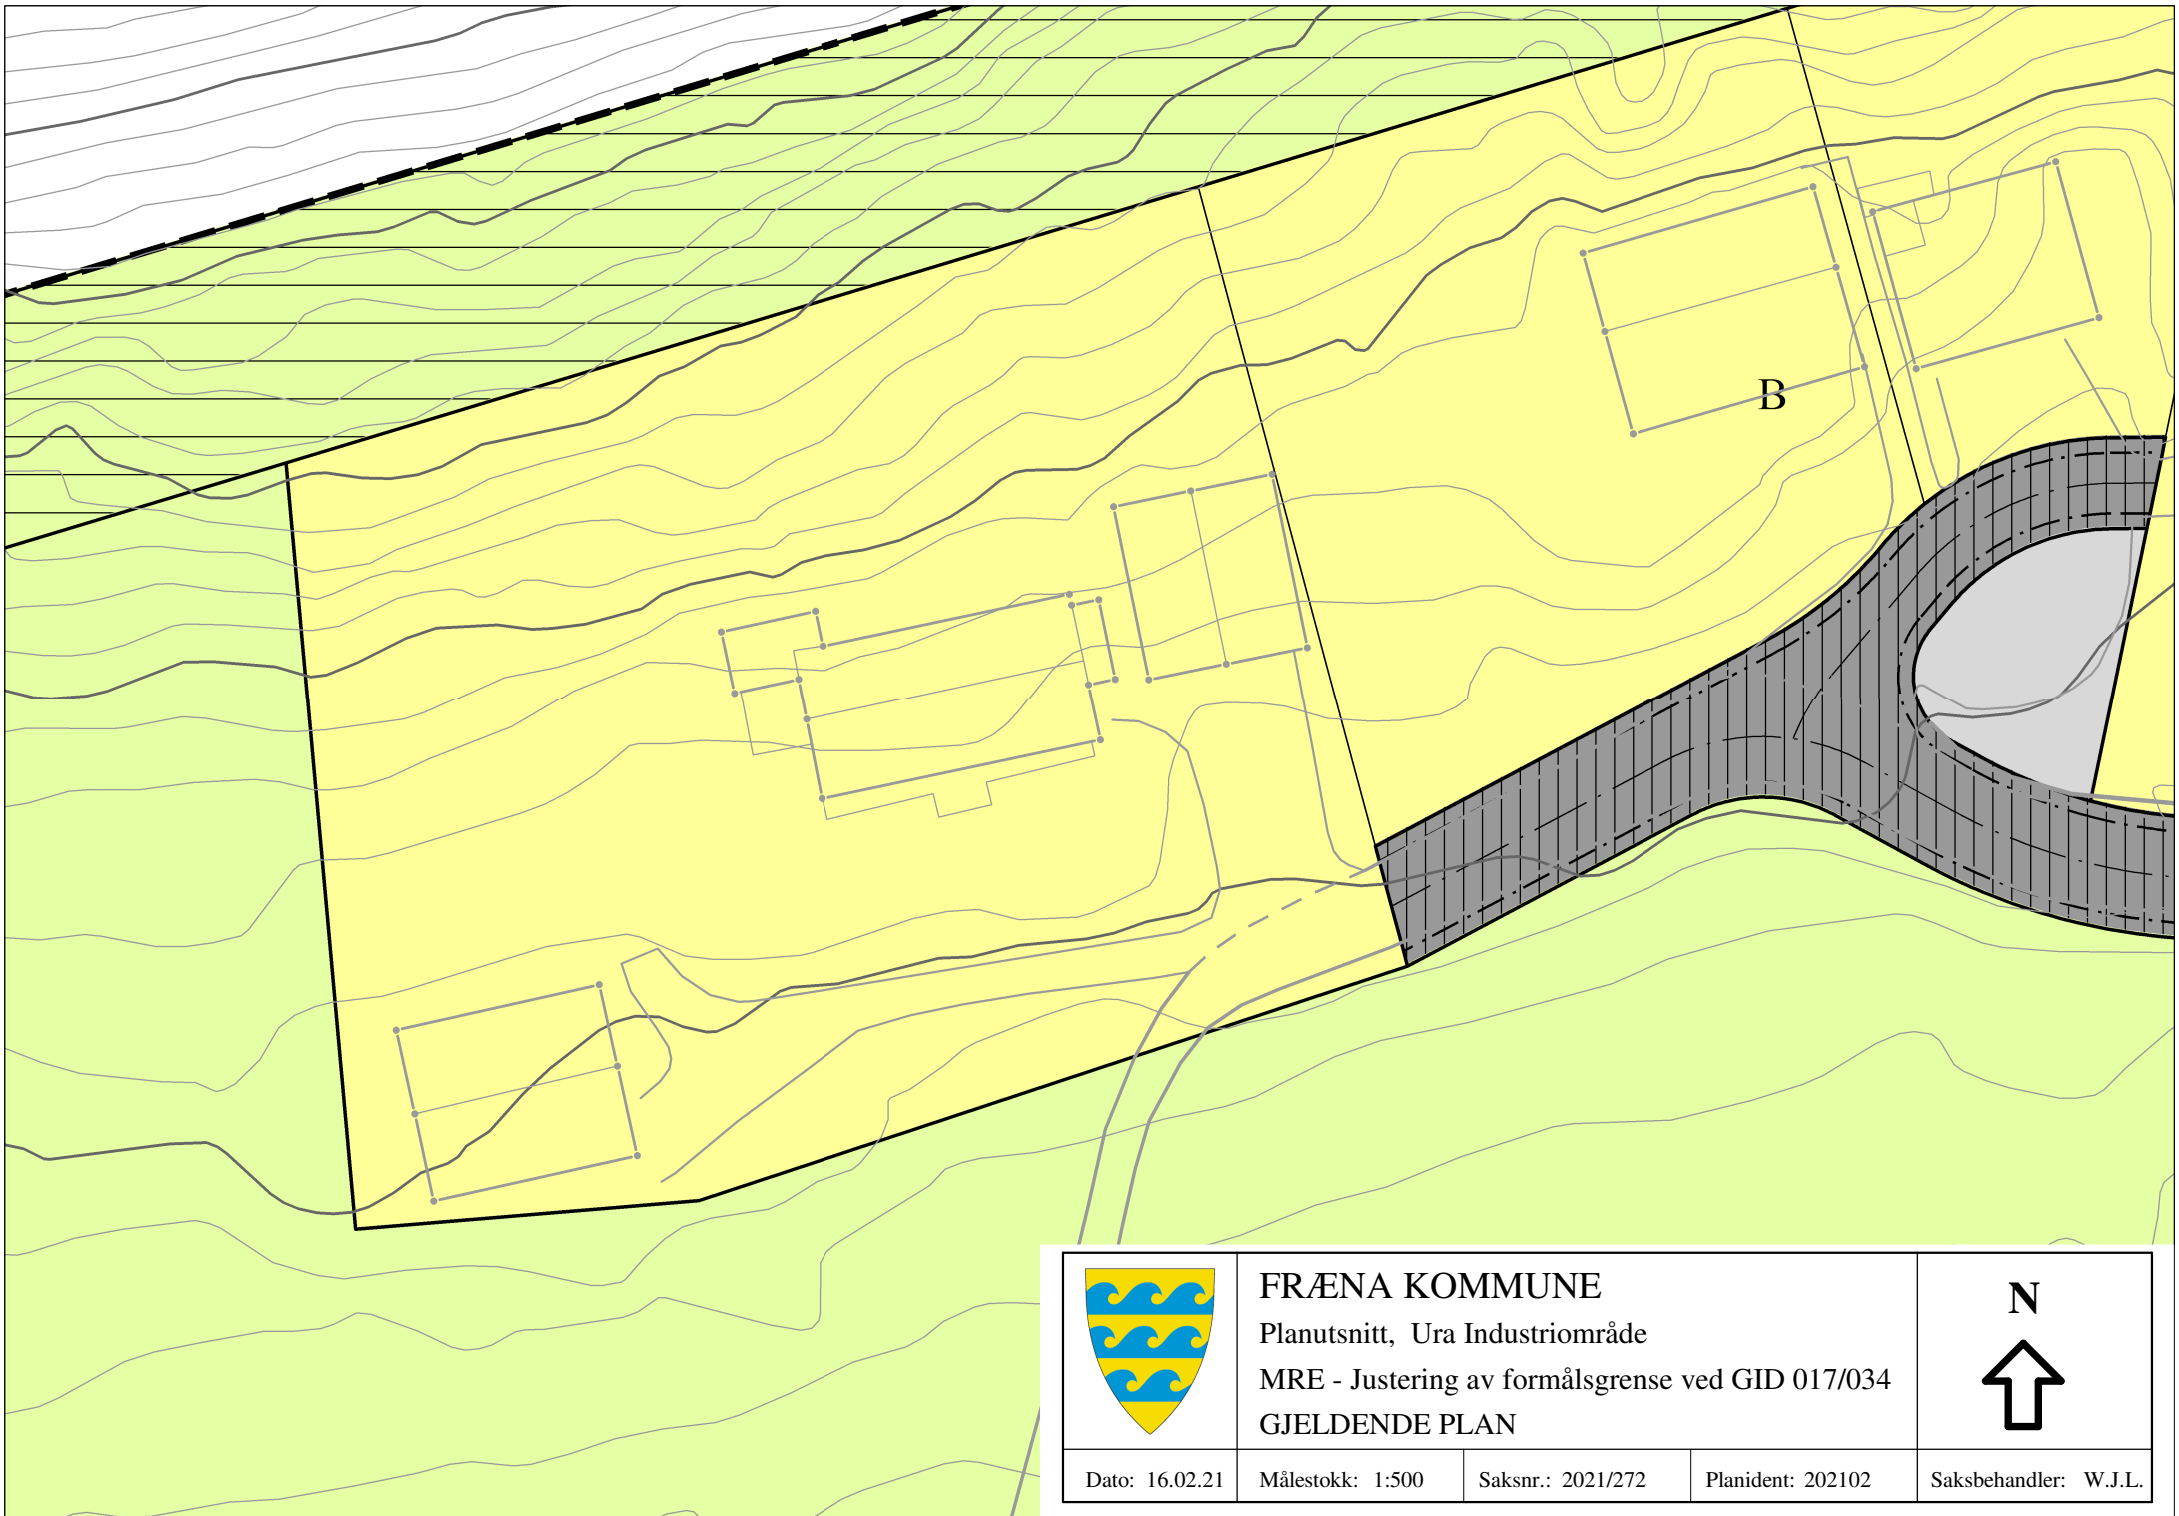 B
FRÆNA KOMMUNE
Planutsnitt, Ura Industriområde
MRE - Justering av formålsgrense ved GID 017/034
GJELDENDE PLAN
N
Dato: 16.02.21
Målestokk: 1:500
Saksnr.: 2021/272
Planident: 202102
Saksbehandler: W.J.L.